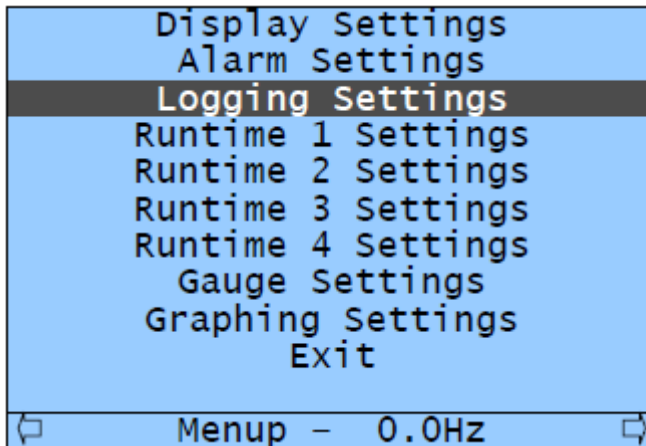 Display Settings
Alarm Settings
Logging Settings
Runtime 1 Settings
Runtime 2 Settings
Runtime 3 Settings
Runtime 4 Settings
Gauge Settings
Graphing Settings
Exit
Menup - 0.0Hz